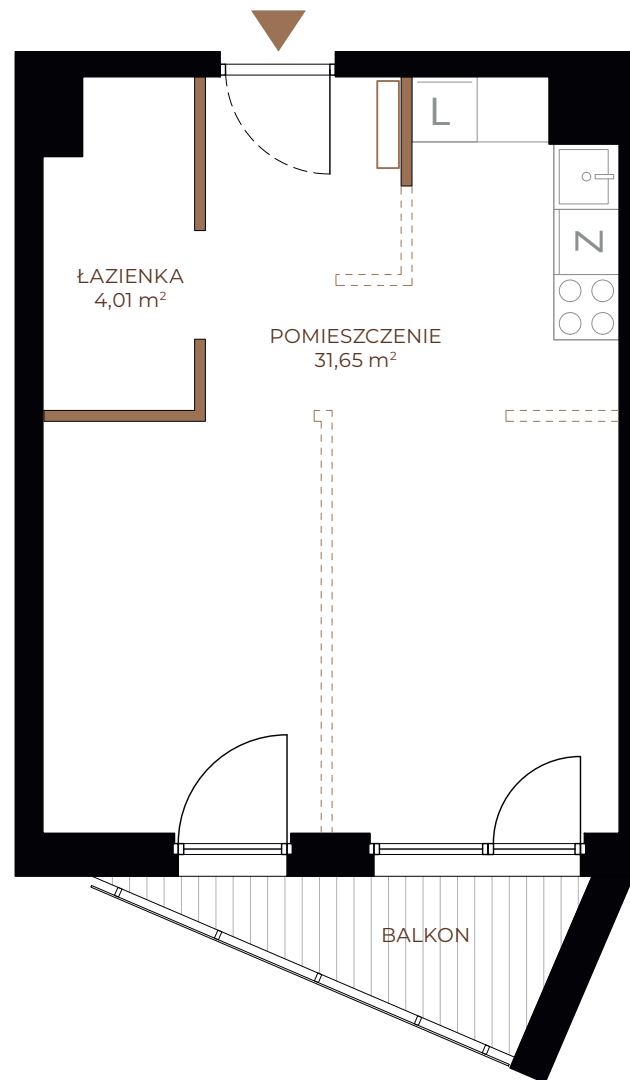 L
Z
ŁAZIENKA
4,01 m²
POMIESZCZENIE
31,65 m²
BALKON